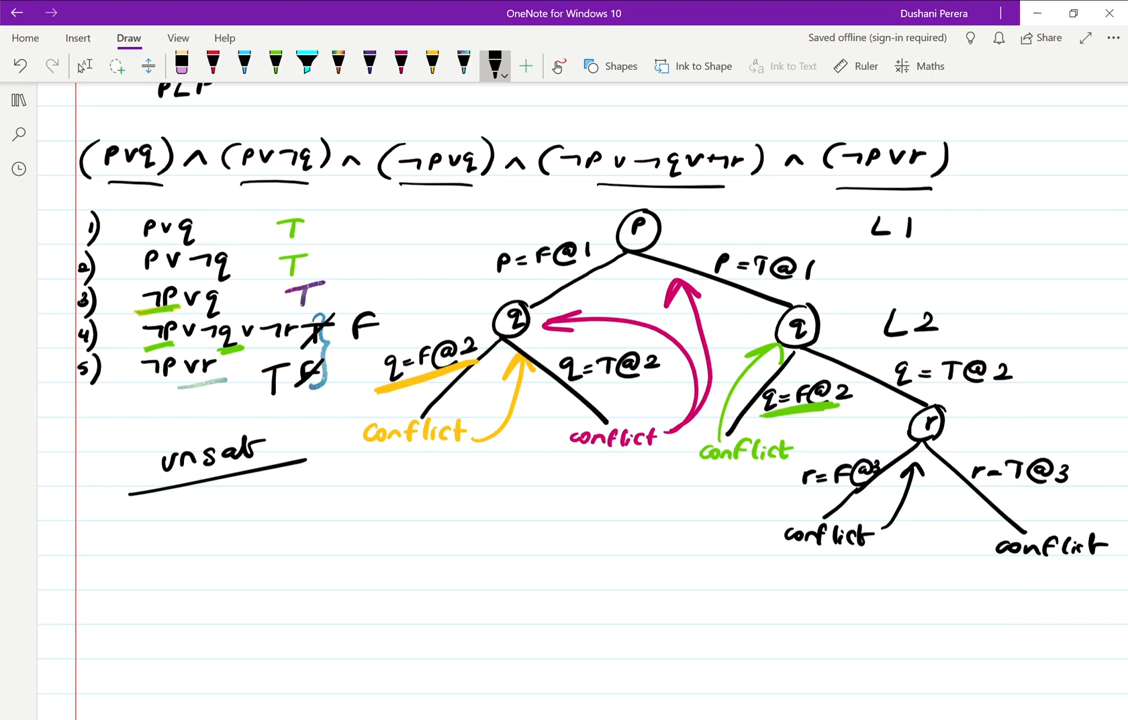 OneNote for Windows 10
Dushani Perera
Home Insert Draw View Help
Saved offline (sign-in required)
Share
Shapes
Ink to Shape
Ink to Text
Ruler
Maths
(p∨q) ∧ (p∨¬q) ∧ (¬p∨q) ∧ (¬p∨¬q∨¬r) ∧ (¬p∨r)
1) p∨q T
2) p∨¬q T
3) ¬p∨q T
4) ¬p∨¬q∨¬r T F
5) ¬p∨r T F
unsat
P
L1
P=F@1
P=T@1
q
q
L2
q=F@2
q=T@2
q=F@2
q=T@2
conflict
conflict
conflict
r
r=F@3
r=T@3
conflict
conflict